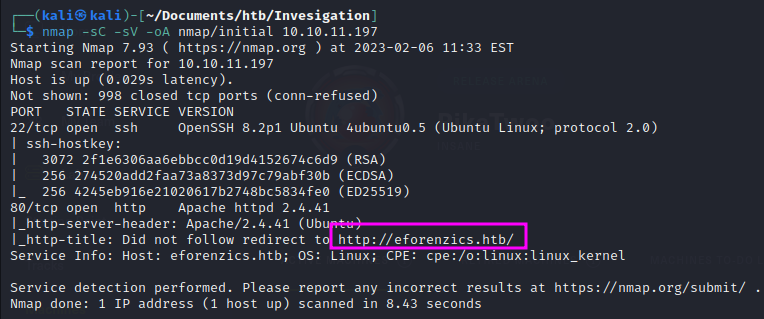 ┌──(kali㉿kali)-[~/Documents/htb/Invesigation]
└─$ nmap -sC -sV -oA nmap/initial 10.10.11.197
Starting Nmap 7.93 ( https://nmap.org ) at 2023-02-06 11:33 EST
Nmap scan report for 10.10.11.197
Host is up (0.029s latency).
Not shown: 998 closed tcp ports (conn-refused)
PORT   STATE SERVICE VERSION
22/tcp open  ssh     OpenSSH 8.2p1 Ubuntu 4ubuntu0.5 (Ubuntu Linux; protocol 2.0)
| ssh-hostkey:
|   3072 2f1e6306aa6ebbcc0d19d4152674c6d9 (RSA)
|   256 274520add2faa73a8373d97c79abf30b (ECDSA)
|_  256 4245eb916e21020617b2748bc5834fe0 (ED25519)
80/tcp open  http    Apache httpd 2.4.41
|_http-server-header: Apache/2.4.41 (Ubuntu)
|_http-title: Did not follow redirect to http://eforenzics.htb/
Service Info: Host: eforenzics.htb; OS: Linux; CPE: cpe:/o:linux:linux_kernel
Service detection performed. Please report any incorrect results at https://nmap.org/submit/ .
Nmap done: 1 IP address (1 host up) scanned in 8.43 seconds